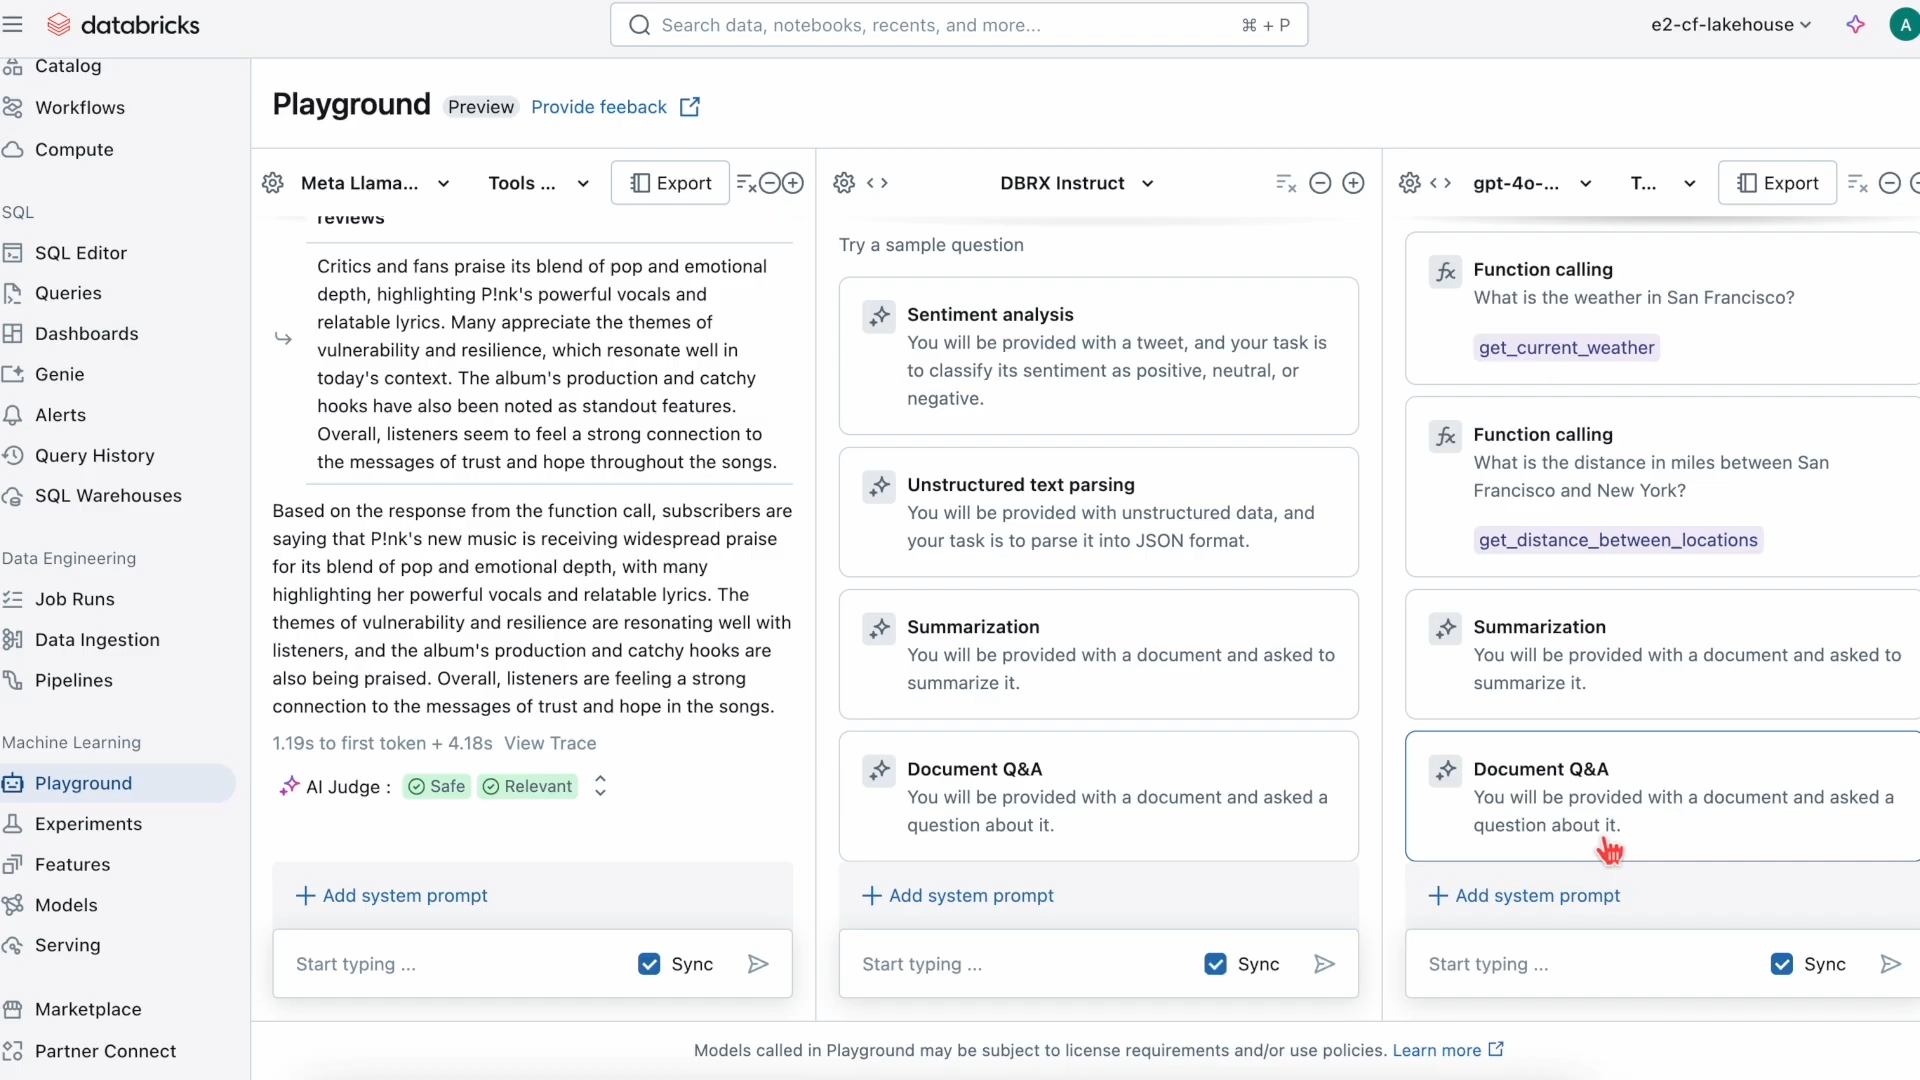 databricks
Search data, notebooks, recents, and more...
⌘ + P
e2-cf-lakehouse
A
Catalog
Workflows
Compute
SQL
SQL Editor
Queries
Dashboards
Genie
Alerts
Query History
SQL Warehouses
Data Engineering
Job Runs
Data Ingestion
Pipelines
Machine Learning
Playground
Experiments
Features
Models
Serving
Marketplace
Partner Connect
Playground
Preview
Provide feeback
Meta Llama...
Tools ...
Export
reviews
Critics and fans praise its blend of pop and emotional
depth, highlighting P!nk's powerful vocals and
relatable lyrics. Many appreciate the themes of
vulnerability and resilience, which resonate well in
today's context. The album's production and catchy
hooks have also been noted as standout features.
Overall, listeners seem to feel a strong connection to
the messages of trust and hope throughout the songs.
Based on the response from the function call, subscribers are
saying that P!nk's new music is receiving widespread praise
for its blend of pop and emotional depth, with many
highlighting her powerful vocals and relatable lyrics. The
themes of vulnerability and resilience are resonating well with
listeners, and the album's production and catchy hooks are
also being praised. Overall, listeners are feeling a strong
connection to the messages of trust and hope in the songs.
1.19s to first token + 4.18s View Trace
AI Judge :
Safe
Relevant
Add system prompt
Start typing ...
Sync
DBRX Instruct
Try a sample question
Sentiment analysis
You will be provided with a tweet, and your task is
to classify its sentiment as positive, neutral, or
negative.
Unstructured text parsing
You will be provided with unstructured data, and
your task is to parse it into JSON format.
Summarization
You will be provided with a document and asked to
summarize it.
Document Q&A
You will be provided with a document and asked a
question about it.
Add system prompt
Start typing ...
Sync
gpt-4o-...
T...
Export
fx
Function calling
What is the weather in San Francisco?
get_current_weather
fx
Function calling
What is the distance in miles between San
Francisco and New York?
get_distance_between_locations
Summarization
You will be provided with a document and asked to
summarize it.
Document Q&A
You will be provided with a document and asked a
question about it.
Add system prompt
Start typing ...
Sync
Models called in Playground may be subject to license requirements and/or use policies. Learn more